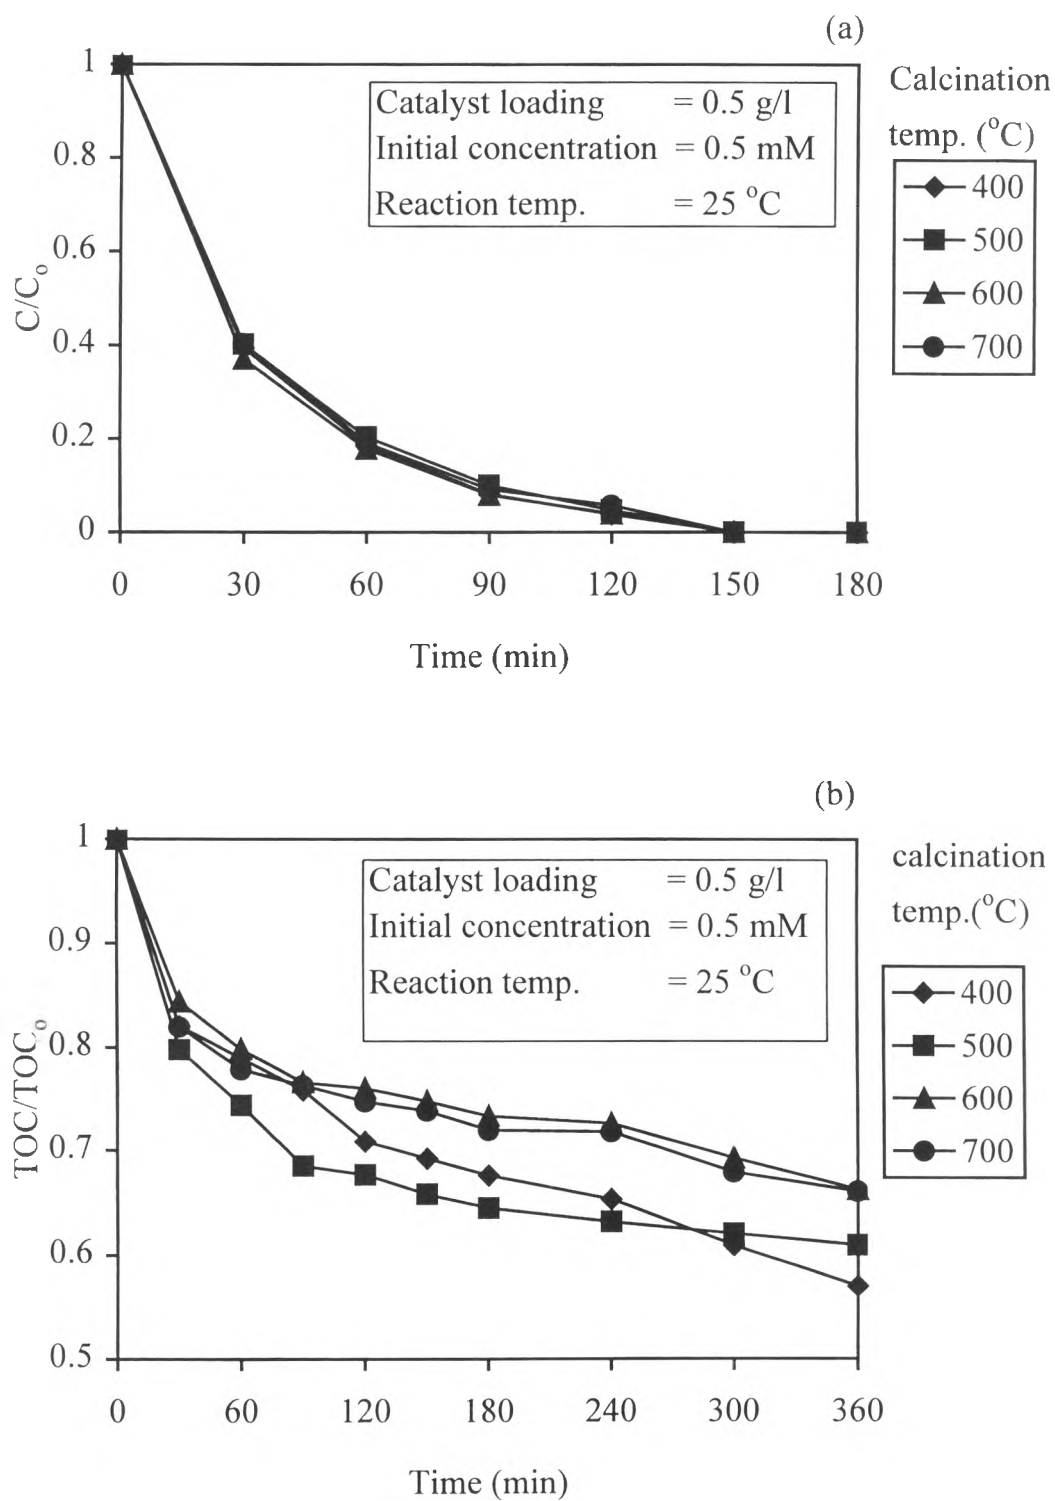 (a)
Calcination
temp. (°C)
1
0.8
0.6
0.4
0.2
0
C/Co
Catalyst loading = 0.5 g/l
Initial concentration = 0.5 mM
Reaction temp. = 25 °C
400
500
600
700
0 30 60 90 120 150 180
Time (min)
(b)
calcination
temp.(°C)
1
0.9
0.8
0.7
0.6
0.5
TOC/TOCo
Catalyst loading = 0.5 g/l
Initial concentration = 0.5 mM
Reaction temp. = 25 °C
400
500
600
700
0 60 120 180 240 300 360
Time (min)